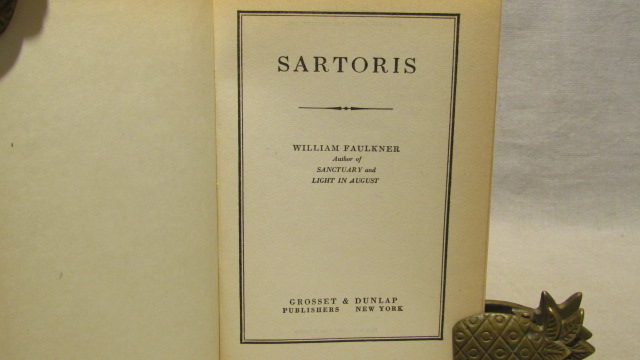 SARTORIS
WILLIAM FAULKNER
Author of
SANCTUARY and
LIGHT IN AUGUST
GROSSET & DUNLAP
PUBLISHERS NEW YORK